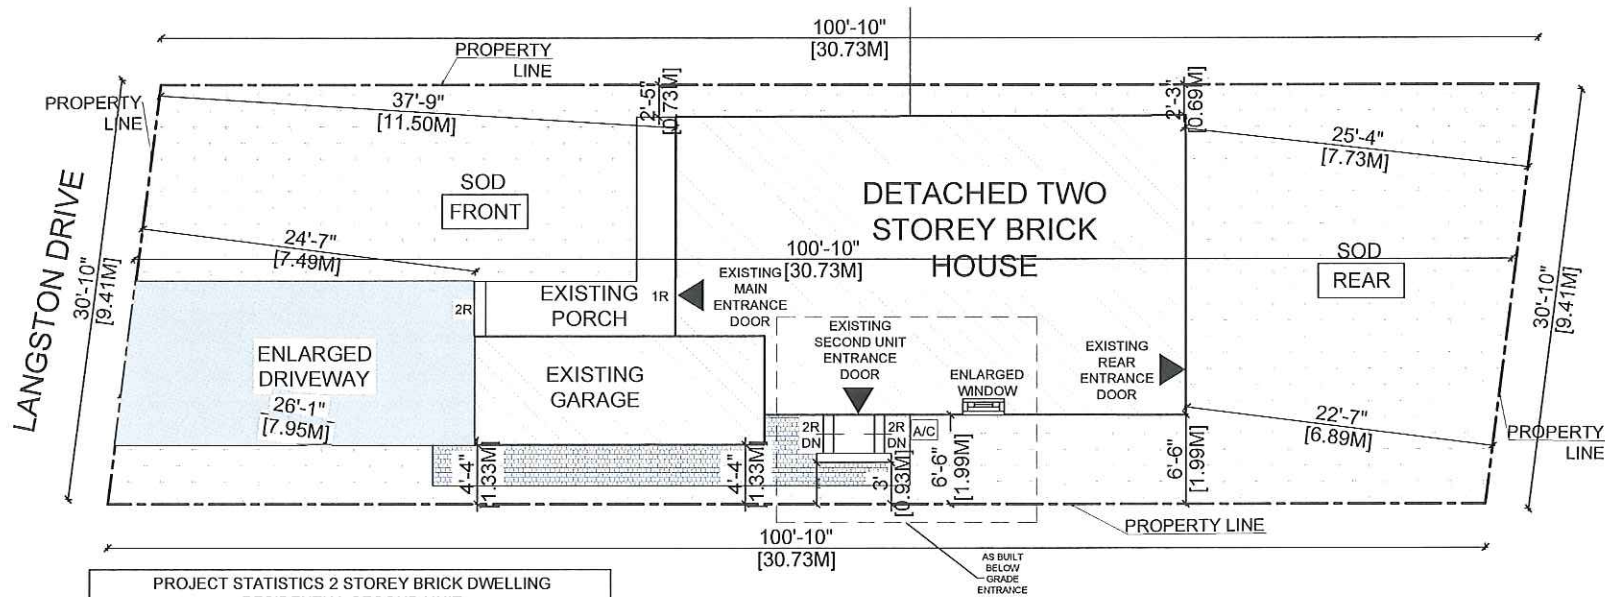 100'-10"
[30.73M]
PROPERTY
LINE
PROPERTY
LINE
37'-9"
[11.50M]
2'-5"
[0.73M]
2'-3"
[0.69M]
25'-4"
[7.73M]
LANGSTON DRIVE
30'-10"
[9.41M]
SOD
FRONT
24'-7"
[7.49M]
DETACHED TWO
STOREY BRICK
HOUSE
100'-10"
[30.73M]
SOD
REAR
30'-10"
[9.41M]
2R
EXISTING
PORCH
1R
EXISTING
MAIN
ENTRANCE
DOOR
ENLARGED
DRIVEWAY
26'-1"
[7.95M]
EXISTING
GARAGE
EXISTING
SECOND UNIT
ENTRANCE
DOOR
ENLARGED
WINDOW
EXISTING
REAR
ENTRANCE
DOOR
2R
DN
2R
DN
A/C
22'-7"
[6.89M]
4'-4"
[1.33M]
4'-4"
[1.33M]
3'
[0.93M]
6'-6"
[1.99M]
6'-6"
[1.99M]
PROPERTY
LINE
PROPERTY LINE
100'-10"
[30.73M]
AS BUILT
BELOW
GRADE
ENTRANCE
PROJECT STATISTICS 2 STOREY BRICK DWELLING